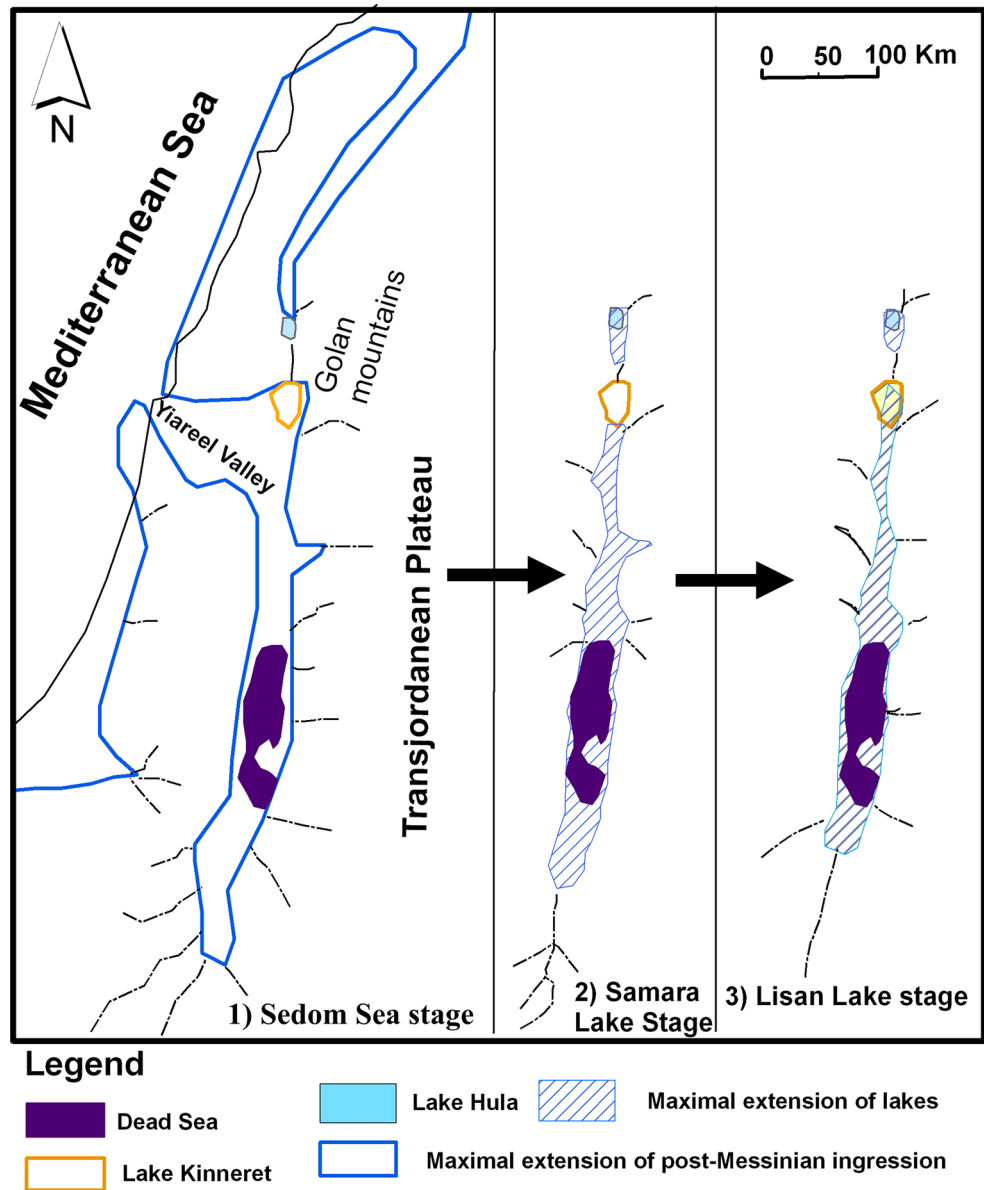 N
Mediterranean Sea
Golan
mountains
Yiareel Valley
Transjordanean Plateau
1) Sedom Sea stage
2) Samara
Lake Stage
0 50 100 Km
3) Lisan Lake stage
Legend
Dead Sea
Lake Hula
Maximal extension of lakes
Lake Kinneret
Maximal extension of post-Messinian ingression